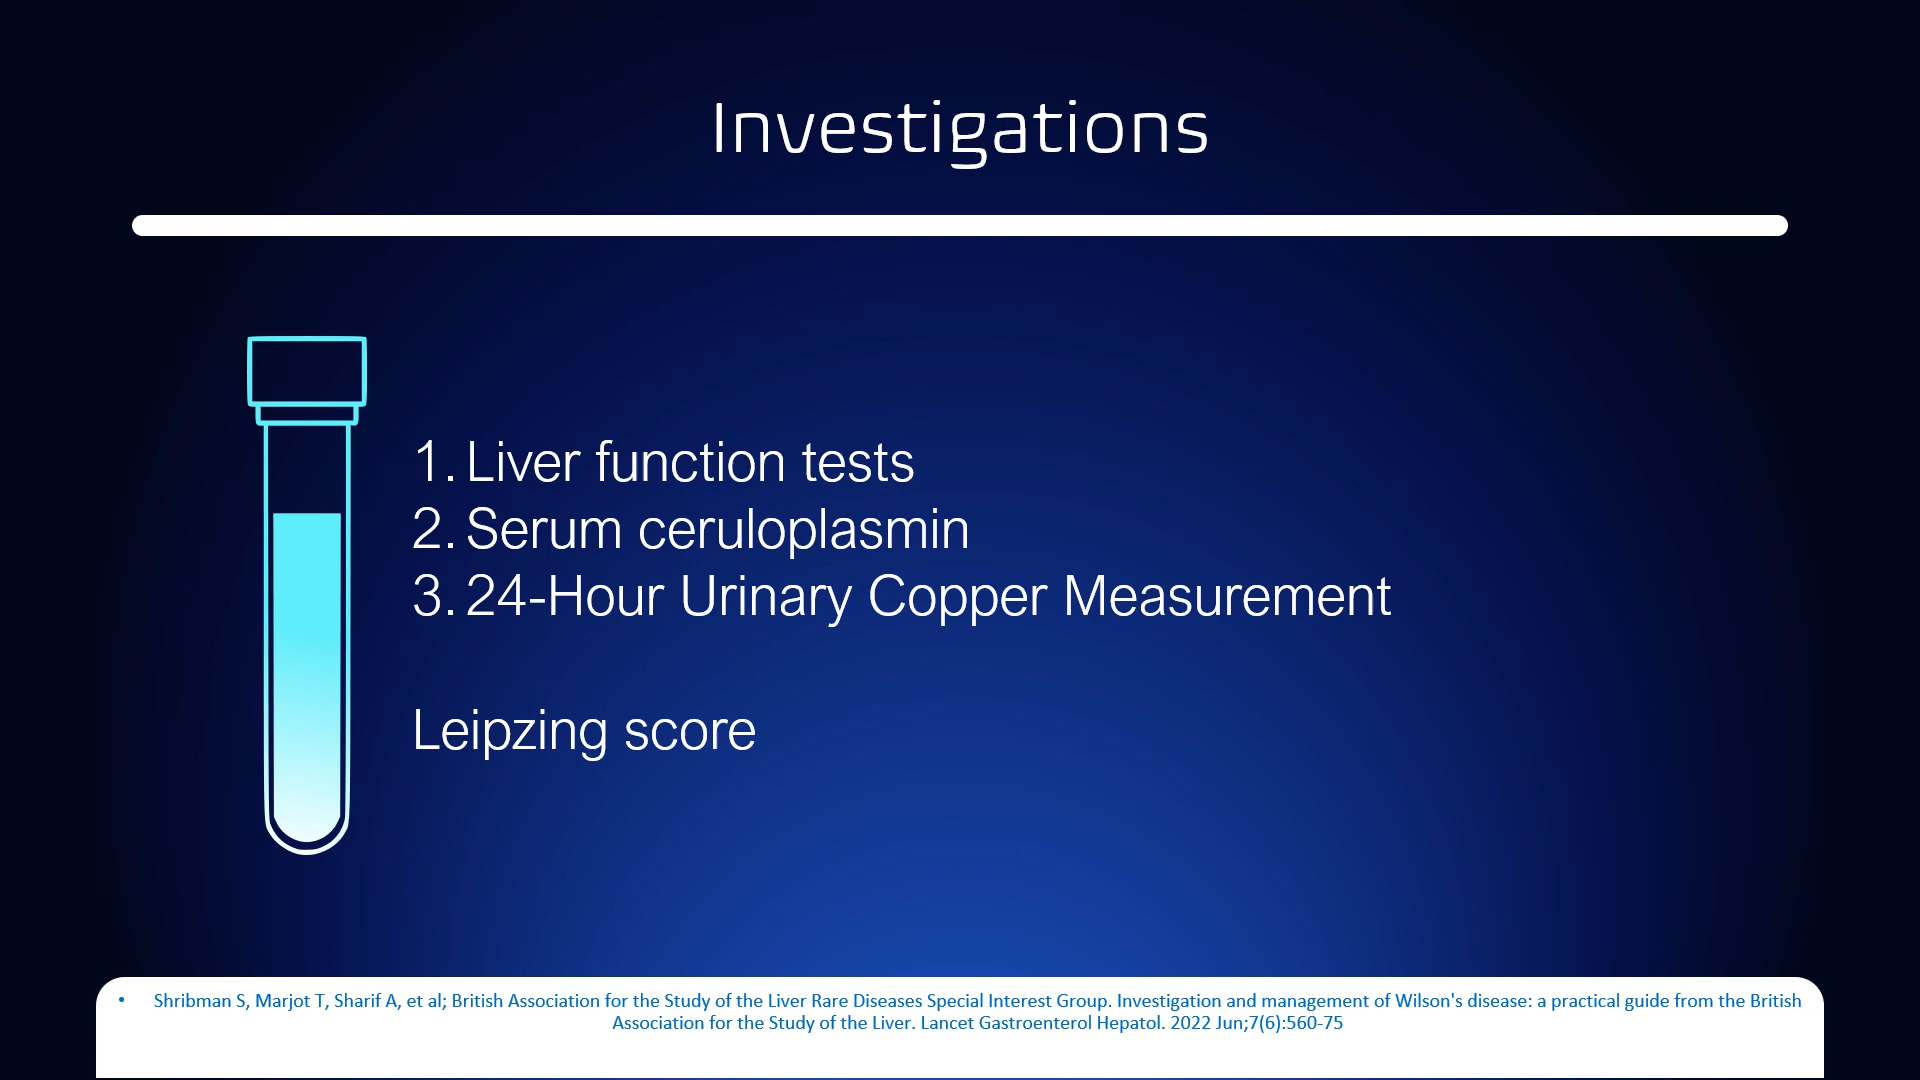 Investigations
1. Liver function tests
2. Serum ceruloplasmin
3. 24-Hour Urinary Copper Measurement
Leipzing score
• Shribman S, Marjot T, Sharif A, et al; British Association for the Study of the Liver Rare Diseases Special Interest Group. Investigation and management of Wilson's disease: a practical guide from the British
Association for the Study of the Liver. Lancet Gastroenterol Hepatol. 2022 Jun;7(6):560-75